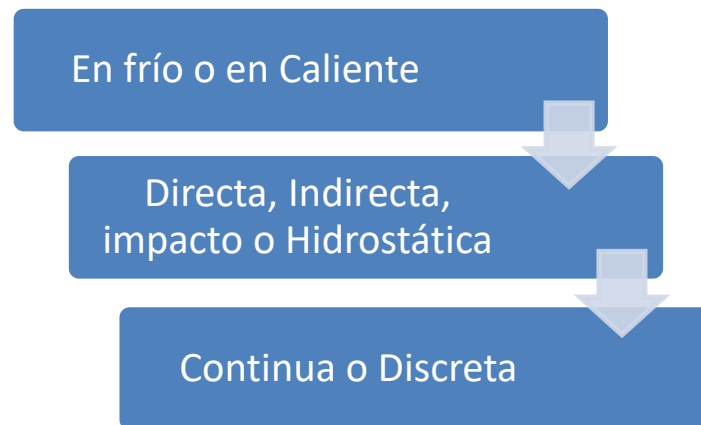 En frío o en Caliente
Directa, Indirecta,
impacto o Hidrostática
Continua o Discreta